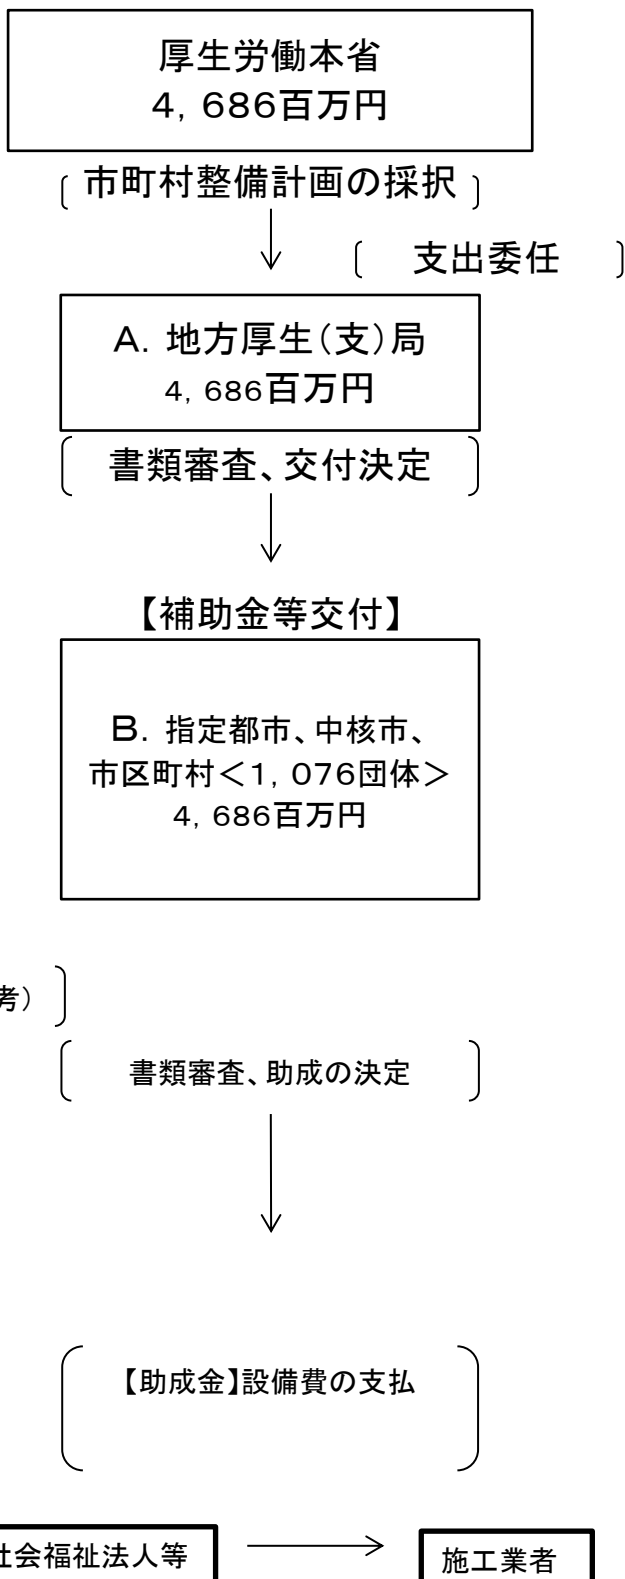 厚生労働本省
4, 686百万円
市町村整備計画の採択
支出委任
A. 地方厚生(支)局
4, 686百万円
書類審査、交付決定
【補助金等交付】
B. 指定都市、中核市、
市区町村<1, 076団体>
4, 686百万円
考)
書類審査、助成の決定
【助成金】設備費の支払
社会福祉法人等
施工業者